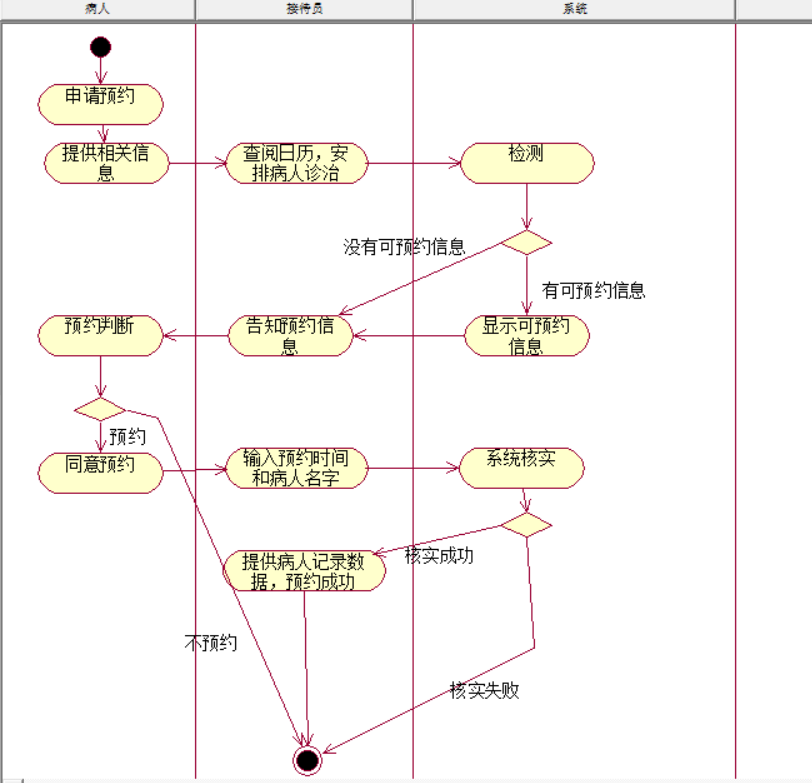 病人
接待员
系统
申请预约
提供相关信
息
查阅日历，安
排病人诊治
检测
没有可预约信息
有可预约信息
预约判断
告知预约信
息
显示可预约
信息
预约
同意预约
输入预约时间
和病人名字
系统核实
核实成功
提供病人记录数
据，预约成功
不预约
核实失败